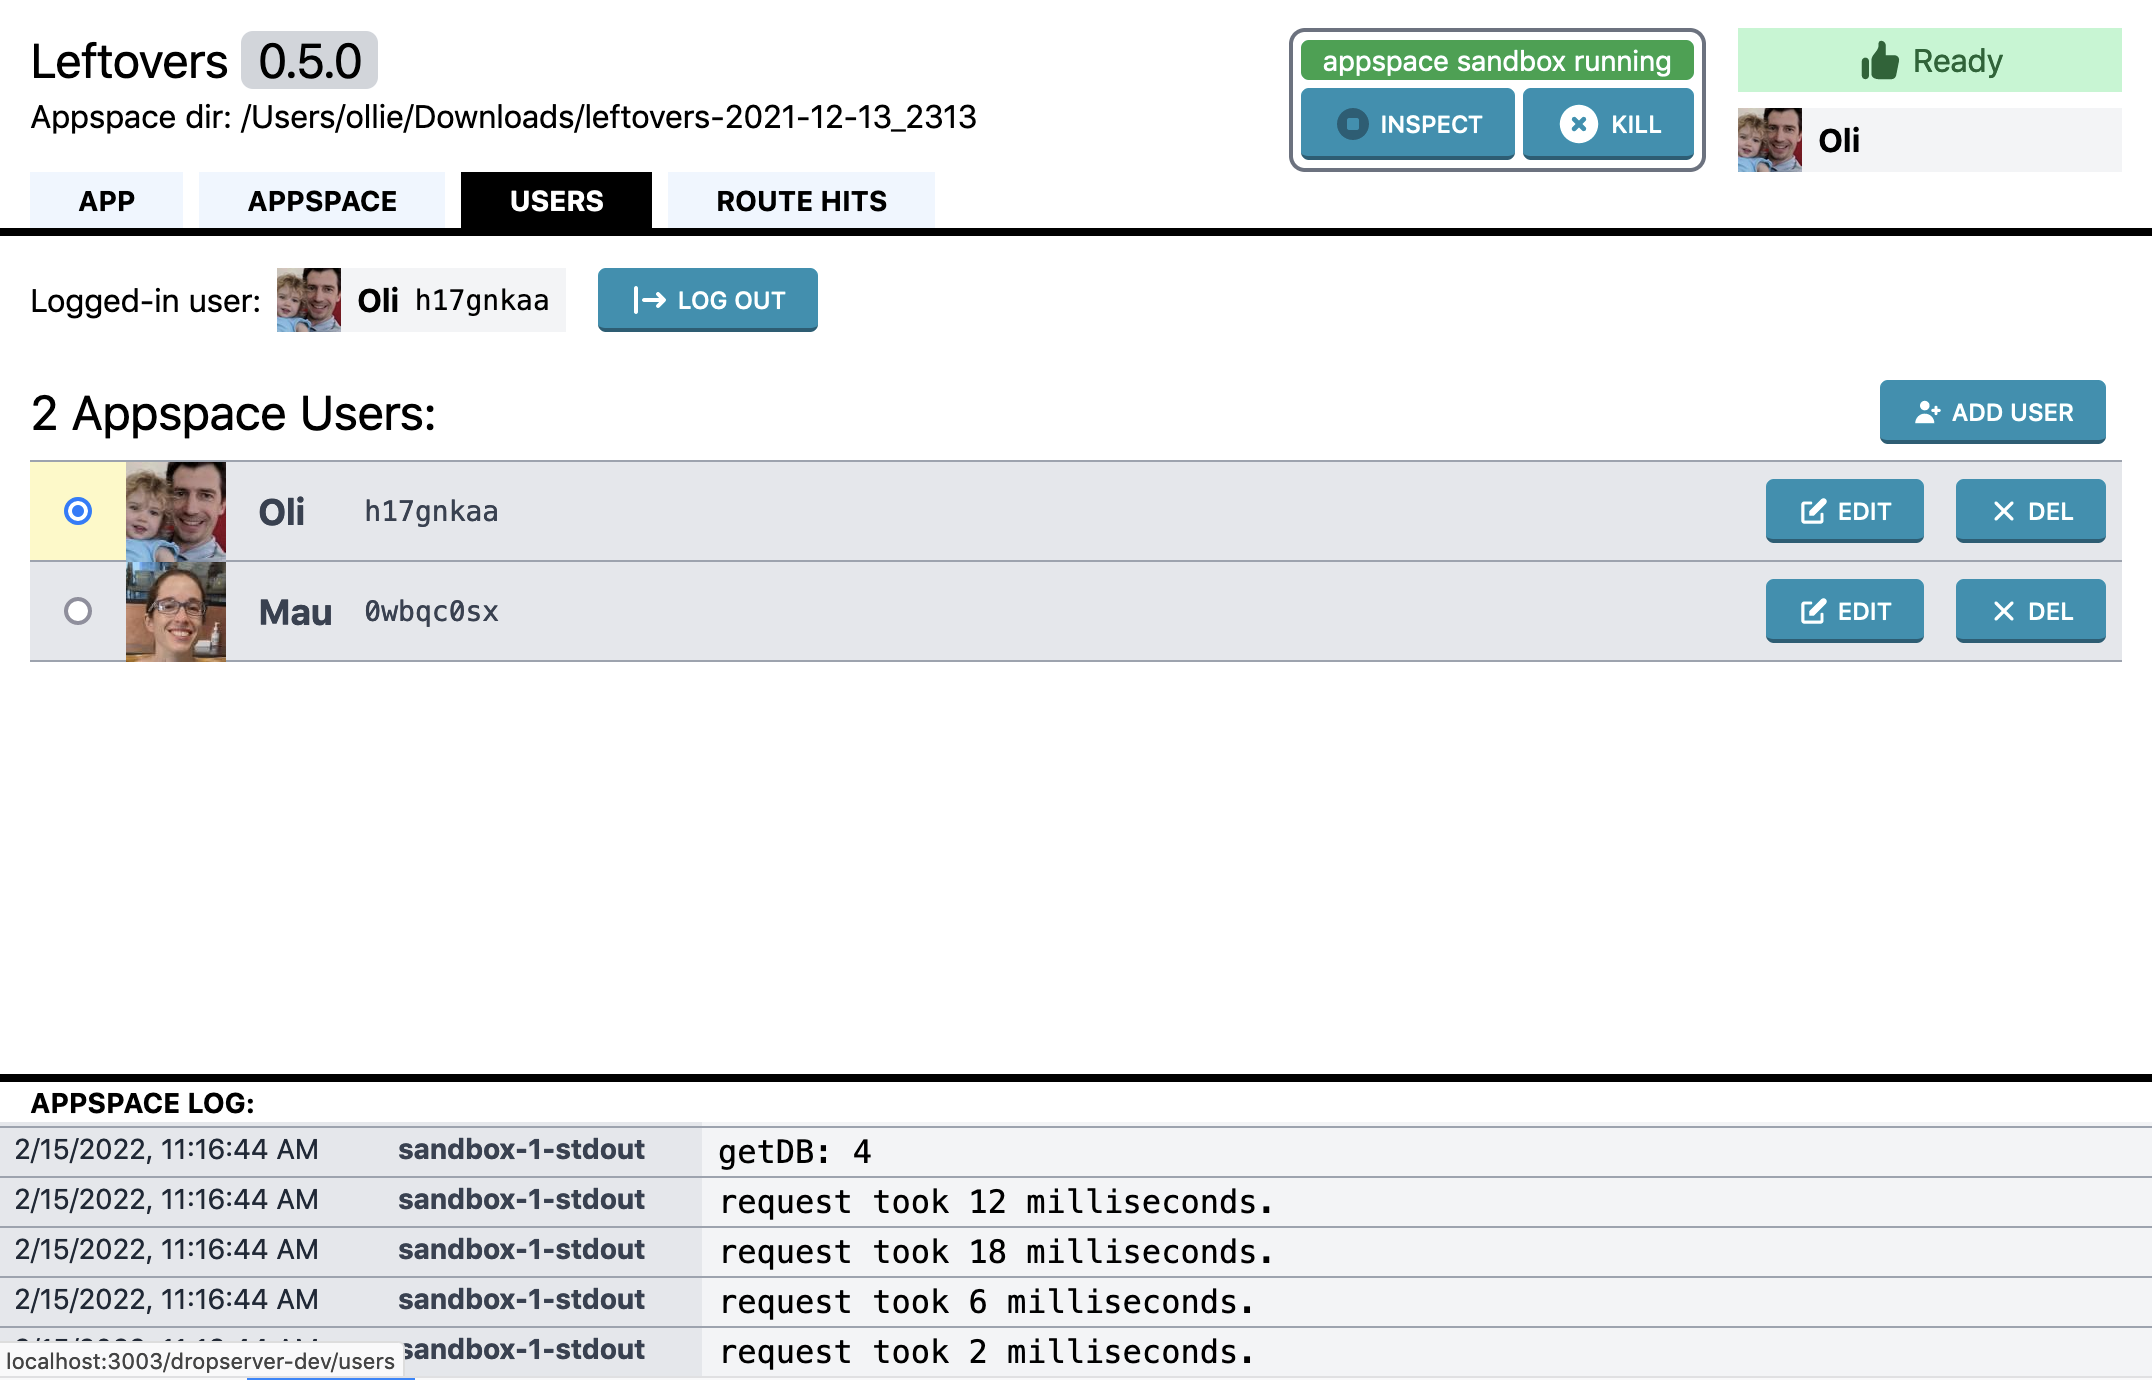 Leftovers 0.5.0
Appspace dir: /Users/ollie/Downloads/leftovers-2021-12-13_2313
appspace sandbox running
INSPECT KILL
Ready
Oli
APP APPSPACE USERS ROUTE HITS
Logged-in user: Oli h17gnkaa LOG OUT
2 Appspace Users: ADD USER
Oli h17gnkaa EDIT DEL
Mau 0wbqc0sx EDIT DEL
APPSPACE LOG:
2/15/2022, 11:16:44 AM sandbox-1-stdout getDB: 4
2/15/2022, 11:16:44 AM sandbox-1-stdout request took 12 milliseconds.
2/15/2022, 11:16:44 AM sandbox-1-stdout request took 18 milliseconds.
2/15/2022, 11:16:44 AM sandbox-1-stdout request took 6 milliseconds.
sandbox-1-stdout request took 2 milliseconds.
localhost:3003/dropserver-dev/users